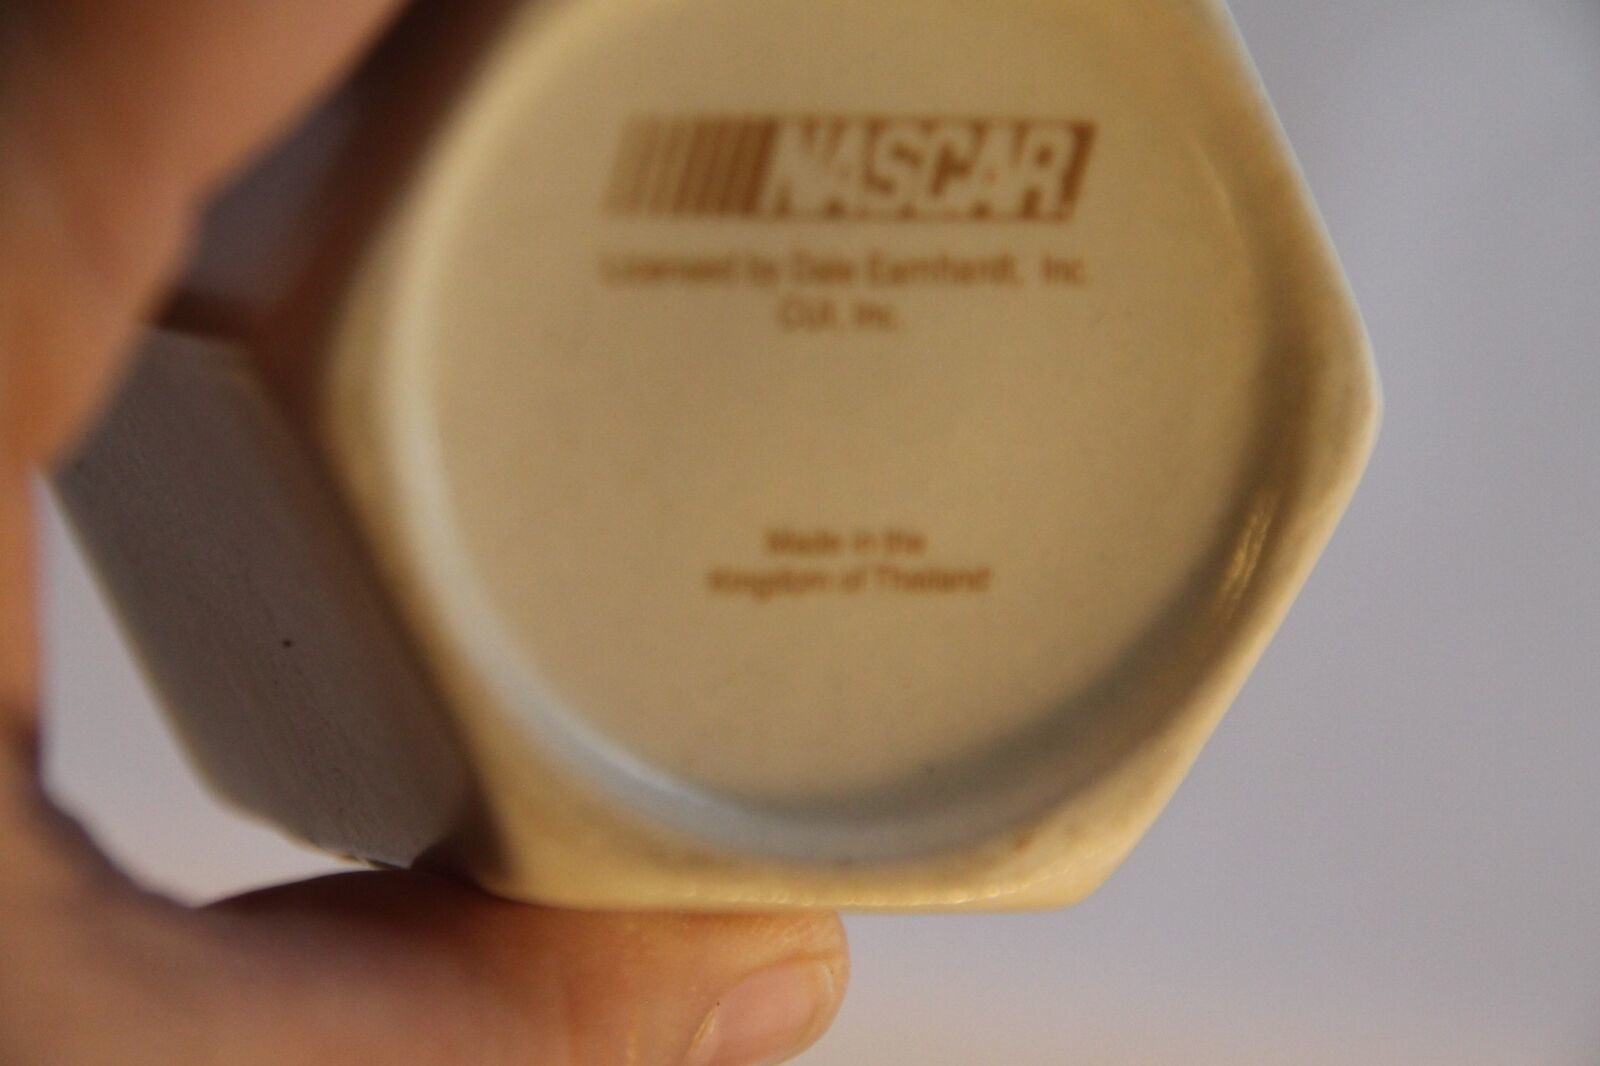 NASCAR
Licensed by Dale Earnhardt, Inc.
CUI, Inc.
Made in the
Kingdom of Thailand